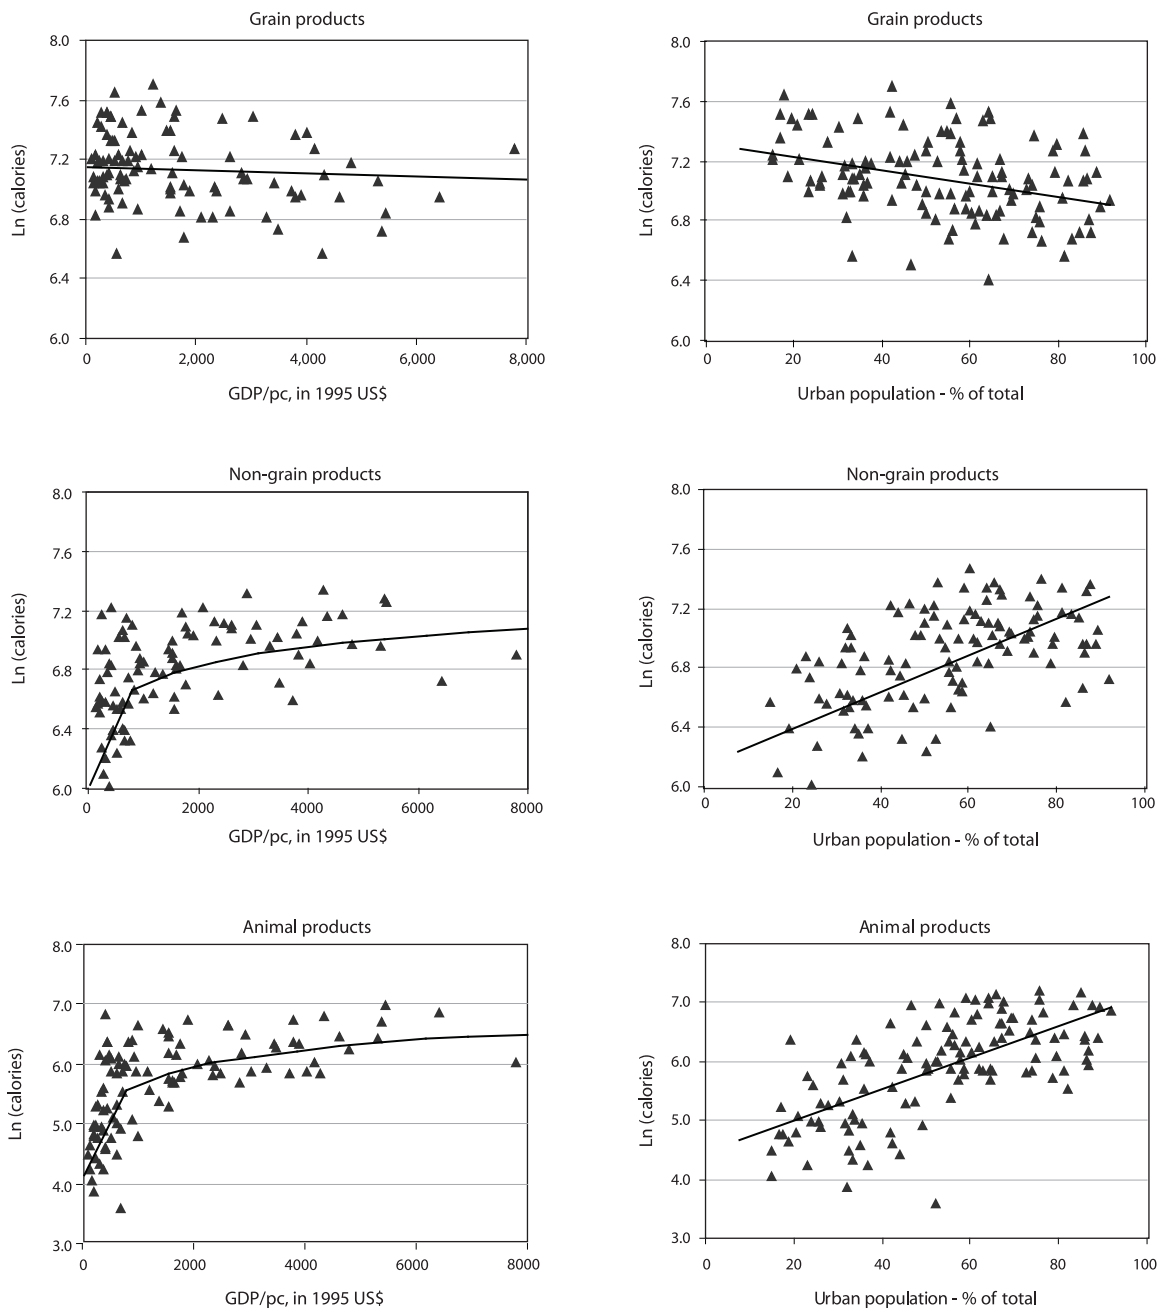 Grain products
8.0
7.6
7.2
6.8
6.4
6.0
Ln (calories)
0 2,000 4,000 6,000 8,000
GDP/pc, in 1995 US$
Grain products
8.0
7.6
7.2
6.8
6.4
6.0
Ln (calories)
0 20 40 60 80 100
Urban population - % of total
Non-grain products
8.0
7.6
7.2
6.8
6.4
6.0
Ln (calories)
0 2000 4000 6000 8000
GDP/pc, in 1995 US$
Non-grain products
8.0
7.6
7.2
6.8
6.4
6.0
Ln (calories)
0 20 40 60 80 100
Urban population - % of total
Animal products
8.0
7.0
6.0
5.0
4.0
3.0
Ln (calories)
0 2000 4000 6000 8000
GDP/pc, in 1995 US$
Animal products
8.0
7.0
6.0
5.0
4.0
3.0
Ln (calories)
0 20 40 60 80 100
Urban population - % of total